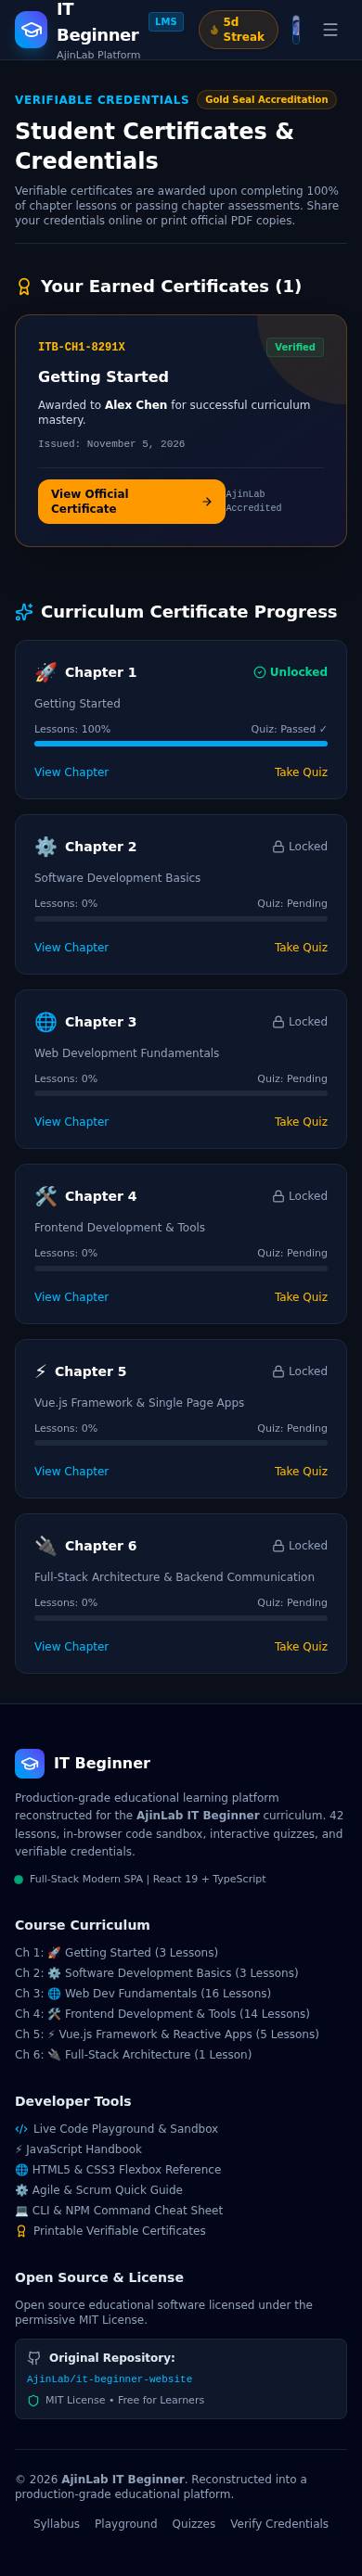 IT
Beginner
LMS
AjinLab Platform
5d
Streak
VERIFIABLE CREDENTIALS
Gold Seal Accreditation
Student Certificates &
Credentials
Verifiable certificates are awarded upon completing 100%
of chapter lessons or passing chapter assessments. Share
your credentials online or print official PDF copies.
Your Earned Certificates (1)
ITB-CH1-8291X
Verified
Getting Started
Awarded to Alex Chen for successful curriculum
mastery.
Issued: November 5, 2026
View Official
Certificate →
AjinLab
Accredited
Curriculum Certificate Progress
🚀 Chapter 1
Unlocked
Getting Started
Lessons: 100%
Quiz: Passed ✓
View Chapter
Take Quiz
⚙️ Chapter 2
Locked
Software Development Basics
Lessons: 0%
Quiz: Pending
View Chapter
Take Quiz
🌐 Chapter 3
Locked
Web Development Fundamentals
Lessons: 0%
Quiz: Pending
View Chapter
Take Quiz
🛠️ Chapter 4
Locked
Frontend Development & Tools
Lessons: 0%
Quiz: Pending
View Chapter
Take Quiz
⚡ Chapter 5
Locked
Vue.js Framework & Single Page Apps
Lessons: 0%
Quiz: Pending
View Chapter
Take Quiz
🔌 Chapter 6
Locked
Full-Stack Architecture & Backend Communication
Lessons: 0%
Quiz: Pending
View Chapter
Take Quiz
IT Beginner
Production-grade educational learning platform
reconstructed for the AjinLab IT Beginner curriculum. 42
lessons, in-browser code sandbox, interactive quizzes, and
verifiable credentials.
Full-Stack Modern SPA | React 19 + TypeScript
Course Curriculum
Ch 1: 🚀 Getting Started (3 Lessons)
Ch 2: ⚙️ Software Development Basics (3 Lessons)
Ch 3: 🌐 Web Dev Fundamentals (16 Lessons)
Ch 4: 🛠️ Frontend Development & Tools (14 Lessons)
Ch 5: ⚡ Vue.js Framework & Reactive Apps (5 Lessons)
Ch 6: 🔌 Full-Stack Architecture (1 Lesson)
Developer Tools
Live Code Playground & Sandbox
⚡ JavaScript Handbook
🌐 HTML5 & CSS3 Flexbox Reference
⚙️ Agile & Scrum Quick Guide
💻 CLI & NPM Command Cheat Sheet
Printable Verifiable Certificates
Open Source & License
Open source educational software licensed under the
permissive MIT License.
Original Repository:
AjinLab/it-beginner-website
MIT License • Free for Learners
© 2026 AjinLab IT Beginner. Reconstructed into a
production-grade educational platform.
Syllabus
Playground
Quizzes
Verify Credentials